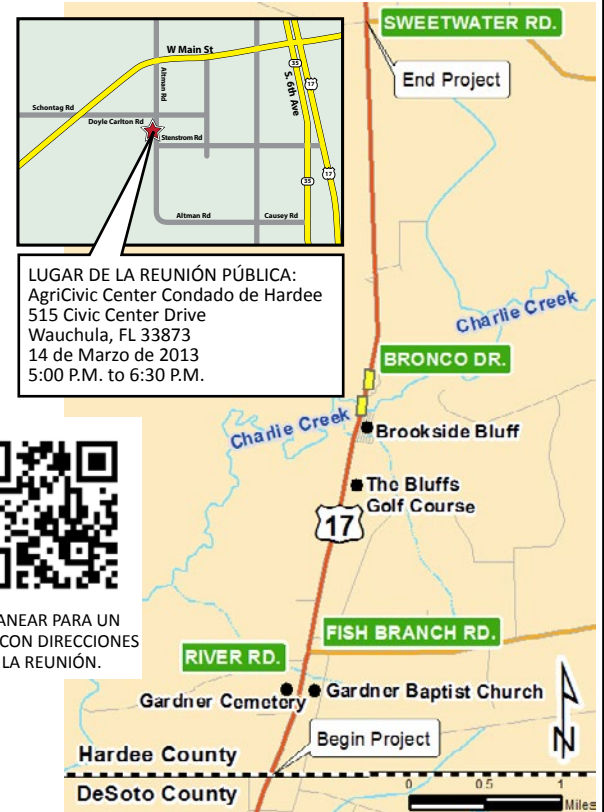 SWEETWATER RD.
End Project
W Main St
Altman Rd
S. 6th Ave
35
17
Schontag Rd
Doyle Carlton Rd
Stenstrom Rd
35
17
Altman Rd
Causey Rd
LUGAR DE LA REUNIÓN PÚBLICA:
AgriCivic Center Condado de Hardee
515 Civic Center Drive
Wauchula, FL 33873
14 de Marzo de 2013
5:00 P.M. to 6:30 P.M.
Charlie Creek
BRONCO DR.
Charlie Creek
Brookside Bluff
The Bluffs
Golf Course
17
ANEAR PARA UN
CON DIRECCIONES
LA REUNIÓN.
FISH BRANCH RD.
RIVER RD.
Gardner Cemetery
Gardner Baptist Church
Begin Project
N
Hardee County
DeSoto County
0 0.5 1
Miles